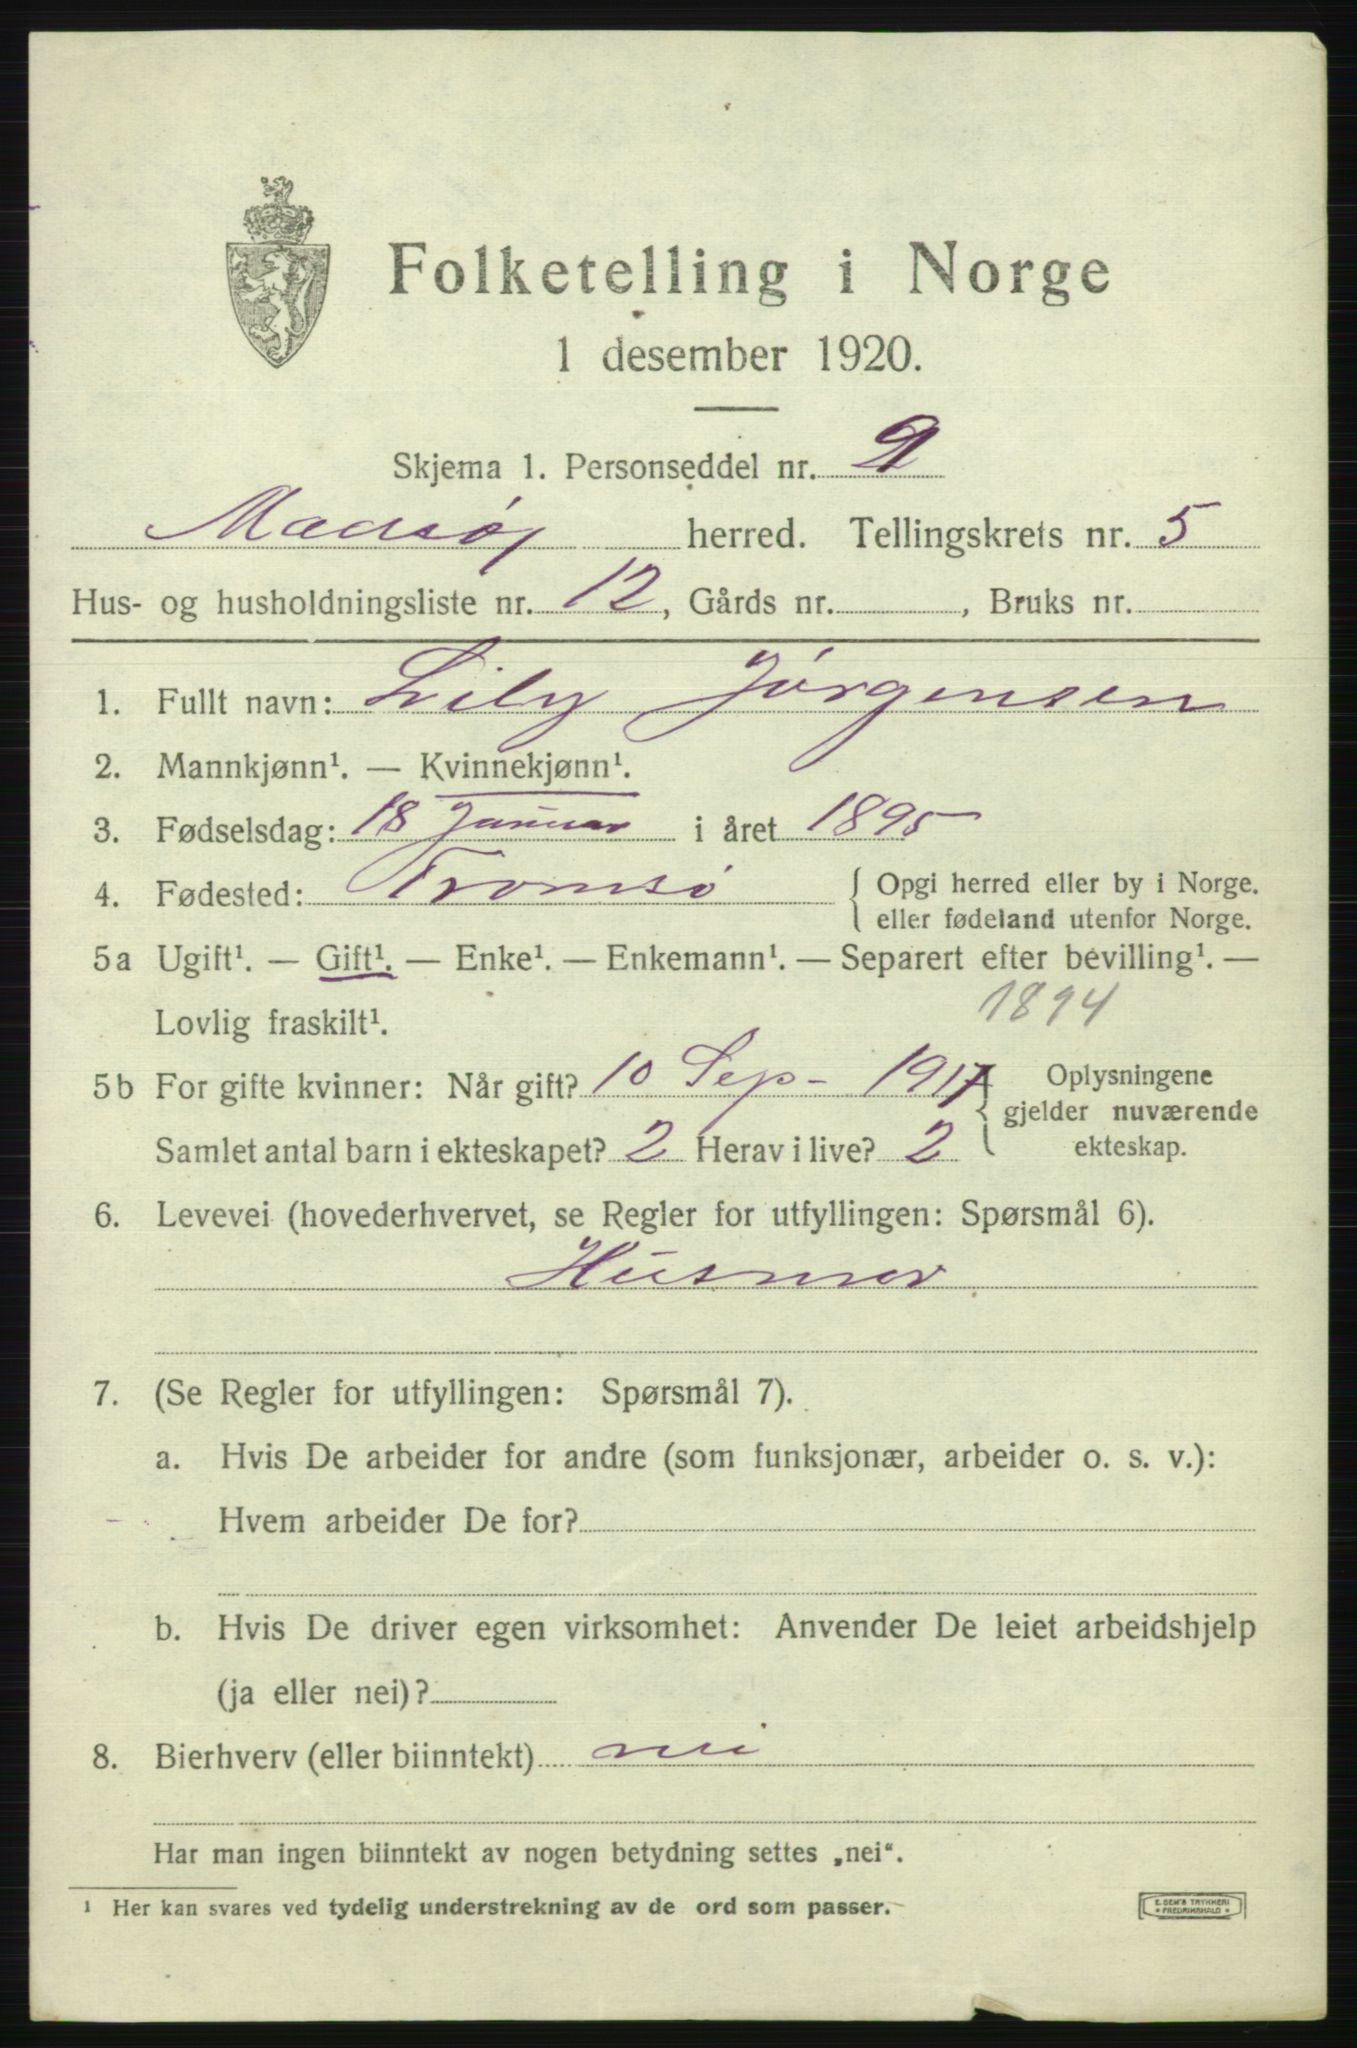 Folketelling i Norge
1 desember 1920.
Skjema 1. Personseddel nr. 2
Maasøy herred. Tellingskrets nr. 5
Hus- og husholdningsliste nr. 12, Gårds nr. , Bruks nr.
1. Fullt navn: Lily Jørgensen
2. Mannkjønn¹. — Kvinnekjønn¹.
3. Fødselsdag: 18 Januar i året 1895
4. Fødested: Tromsö { Opgi herred eller by i Norge.
eller fødeland utenfor Norge.
5a Ugift¹. — Gift¹. — Enke¹. — Enkemann¹. — Separert efter bevilling¹. —
Lovlig fraskilt¹. 1894
5b For gifte kvinner: Når gift? 10 Sep- 1917 { Oplysningene
gjelder nuværende
Samlet antal barn i ekteskapet? 2 Herav i live? 2 ekteskap.
6. Levevei (hovederhvervet, se Regler for utfyllingen: Spørsmål 6).
Husmor
7. (Se Regler for utfyllingen: Spørsmål 7).
a. Hvis De arbeider for andre (som funksjonær, arbeider o. s. v.):
Hvem arbeider De for?
b. Hvis De driver egen virksomhet: Anvender De leiet arbeidshjelp
(ja eller nei)?
8. Bierhverv (eller biinntekt) nei
Har man ingen biinntekt av nogen betydning settes „nei“.
¹ Her kan svares ved tydelig understrekning av de ord som passer.
E. SEM'S TRYKKERI
• FREDRIKSHALD •